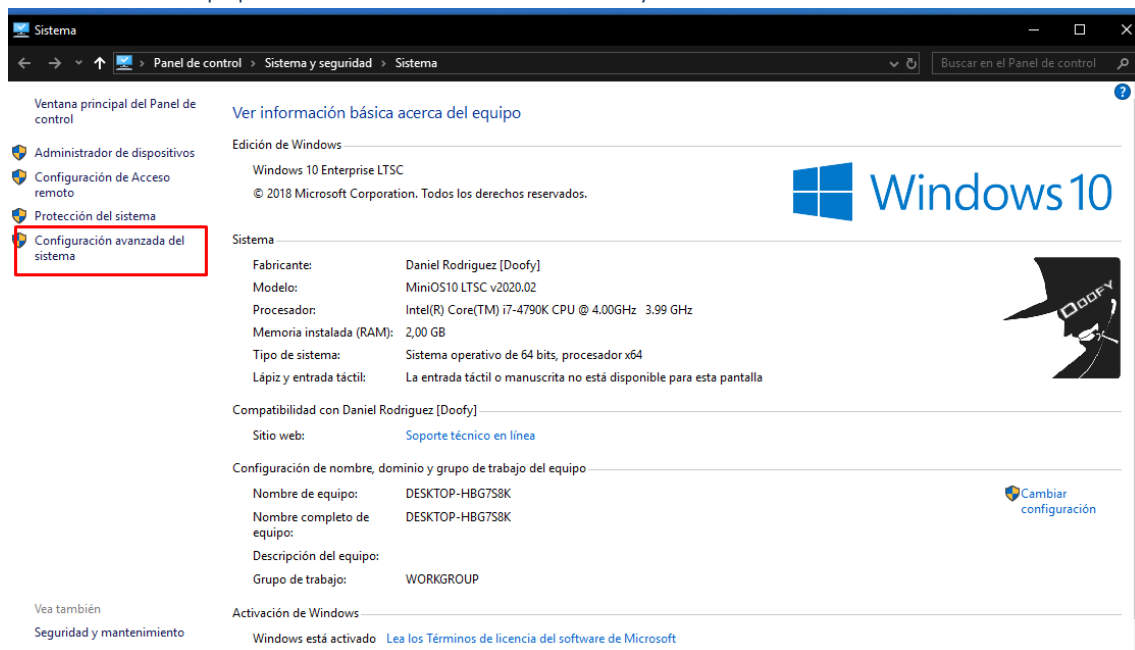 Sistema
Panel de control › Sistema y seguridad › Sistema
Buscar en el Panel de control
Ventana principal del Panel de
control
Administrador de dispositivos
Configuración de Acceso
remoto
Protección del sistema
Configuración avanzada del
sistema
Vea también
Seguridad y mantenimiento
Ver información básica acerca del equipo
Edición de Windows
Windows 10 Enterprise LTSC
© 2018 Microsoft Corporation. Todos los derechos reservados.
Windows 10
Sistema
Fabricante: Daniel Rodriguez [Doofy]
Modelo: MiniOS10 LTSC v2020.02
Procesador: Intel(R) Core(TM) i7-4790K CPU @ 4.00GHz 3.99 GHz
Memoria instalada (RAM): 2,00 GB
Tipo de sistema: Sistema operativo de 64 bits, procesador x64
Lápiz y entrada táctil: La entrada táctil o manuscrita no está disponible para esta pantalla
DOOFY
Compatibilidad con Daniel Rodriguez [Doofy]
Sitio web: Soporte técnico en línea
Configuración de nombre, dominio y grupo de trabajo del equipo
Nombre de equipo: DESKTOP-HBG7S8K
Cambiar
configuración
Nombre completo de DESKTOP-HBG7S8K
equipo:
Descripción del equipo:
Grupo de trabajo: WORKGROUP
Activación de Windows
Windows está activado Lea los Términos de licencia del software de Microsoft